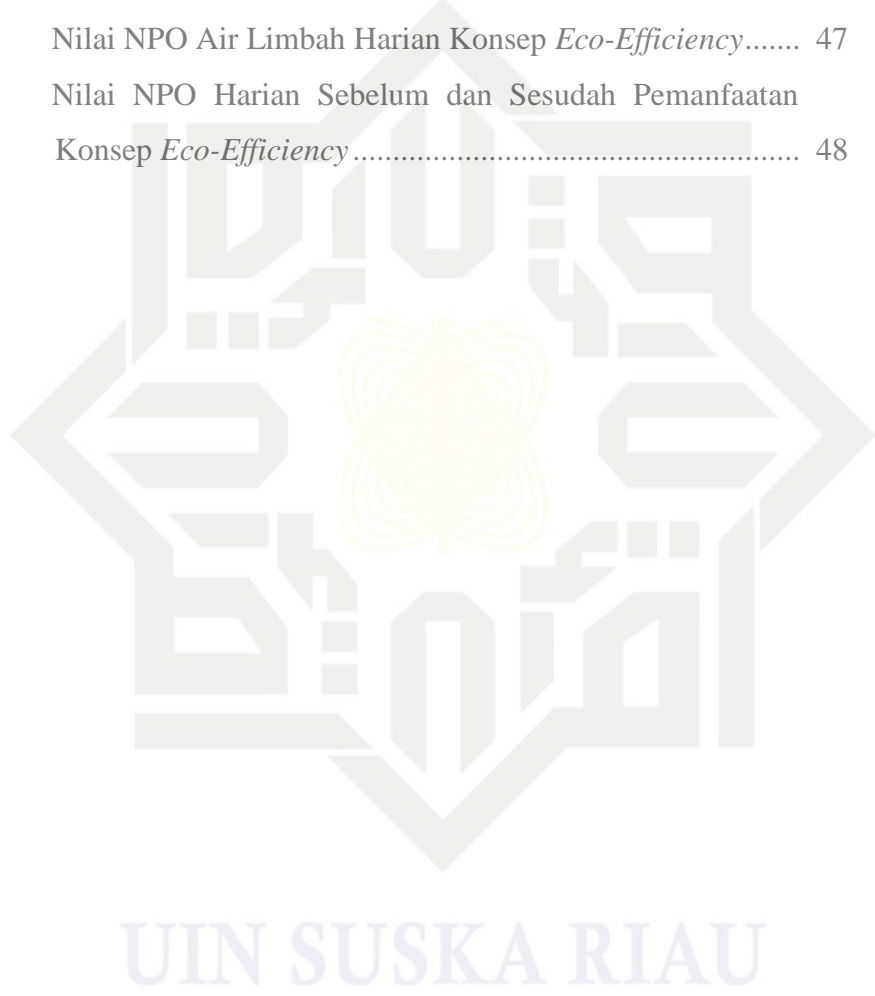 Nilai NPO Air Limbah Harian Konsep Eco-Efficiency....... 47
Nilai NPO Harian Sebelum dan Sesudah Pemanfaatan
Konsep Eco-Efficiency....................................................... 48
UIN SUSKA RIAU